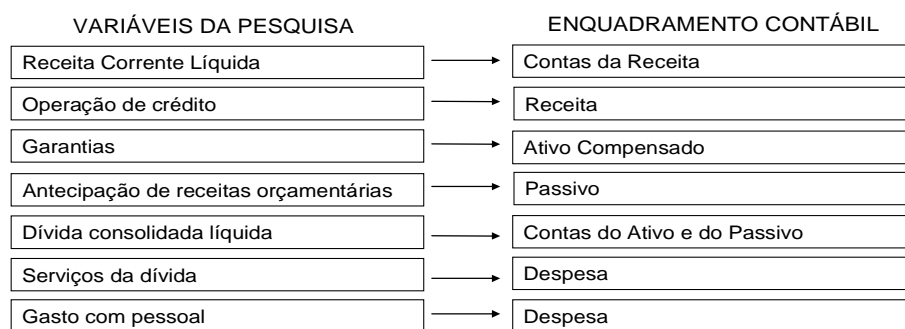 VARIÁVEIS DA PESQUISA ENQUADRAMENTO CONTÁBIL
Receita Corrente Líquida Contas da Receita
Operação de crédito Receita
Garantias Ativo Compensado
Antecipação de receitas orçamentárias Passivo
Dívida consolidada líquida Contas do Ativo e do Passivo
Serviços da dívida Despesa
Gasto com pessoal Despesa